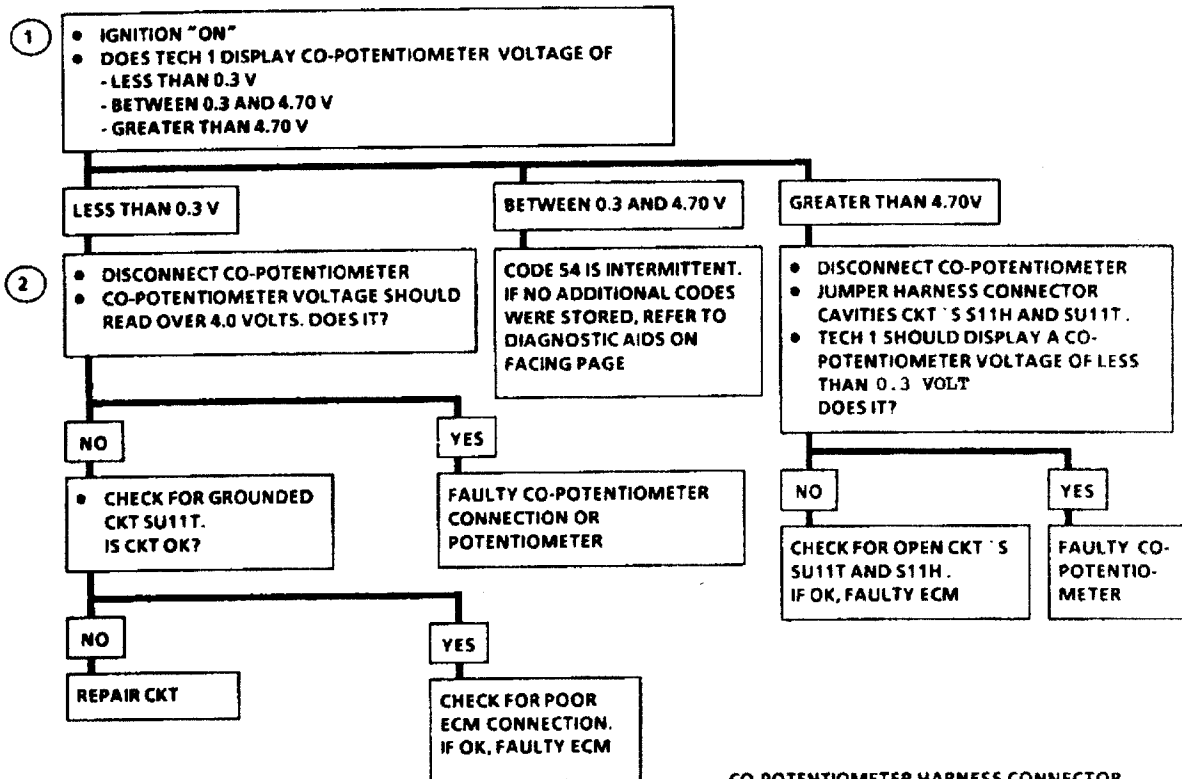 1
• IGNITION "ON"
• DOES TECH 1 DISPLAY CO-POTENTIOMETER VOLTAGE OF
- LESS THAN 0.3 V
- BETWEEN 0.3 AND 4.70 V
- GREATER THAN 4.70 V
LESS THAN 0.3 V
BETWEEN 0.3 AND 4.70 V
GREATER THAN 4.70V
2
• DISCONNECT CO-POTENTIOMETER
• CO-POTENTIOMETER VOLTAGE SHOULD
READ OVER 4.0 VOLTS. DOES IT?
CODE 54 IS INTERMITTENT.
IF NO ADDITIONAL CODES
WERE STORED, REFER TO
DIAGNOSTIC AIDS ON
FACING PAGE
• DISCONNECT CO-POTENTIOMETER
• JUMPER HARNESS CONNECTOR
CAVITIES CKT `S S11H AND SU11T.
• TECH 1 SHOULD DISPLAY A CO-
POTENTIOMETER VOLTAGE OF LESS
THAN 0.3 VOLT
DOES IT?
NO
YES
• CHECK FOR GROUNDED
CKT SU11T.
IS CKT OK?
FAULTY CO-POTENTIOMETER
CONNECTION OR
POTENTIOMETER
NO
YES
CHECK FOR OPEN CKT `S
SU11T AND S11H.
IF OK, FAULTY ECM
FAULTY CO-
POTENTIO-
METER
NO
YES
REPAIR CKT
CHECK FOR POOR
ECM CONNECTION.
IF OK, FAULTY ECM
CO-POTENTIOMETER HARNESS CONNECTOR